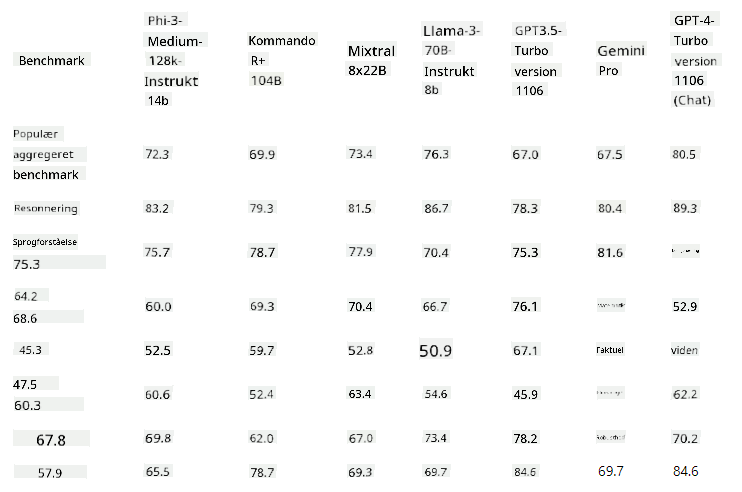 Benchmark Phi-3-Medium-128k-Instrukt 14b Kommando R+ 104B Mixtral 8x22B Llama-3-70B-Instrukt 8b GPT3.5-Turbo version 1106 Gemini Pro GPT-4-Turbo version 1106 (Chat)
Populær aggregeret benchmark 72.3 69.9 73.4 76.3 67.0 67.5 80.5
Resonnering 83.2 79.3 81.5 86.7 78.3 80.4 89.3
Sprogforståelse 75.3 75.7 78.7 77.9 70.4 75.3 81.6
64.2 68.6 60.0 69.3 70.4 66.7 76.1 52.9
45.3 52.5 59.7 52.8 50.9 67.1 Faktuel viden
47.5 60.3 60.6 52.4 63.4 54.6 45.9 62.2
67.8 69.8 62.0 67.0 73.4 78.2 Robusthed 70.2
57.9 65.5 78.7 69.3 69.7 84.6 69.7 84.6